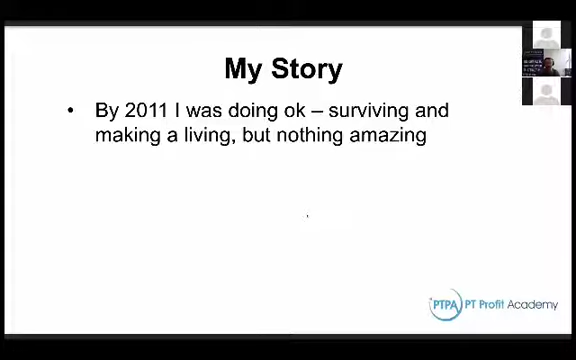 My Story
• By 2011 I was doing ok – surviving and
making a living, but nothing amazing
PTPA PT Profit Academy